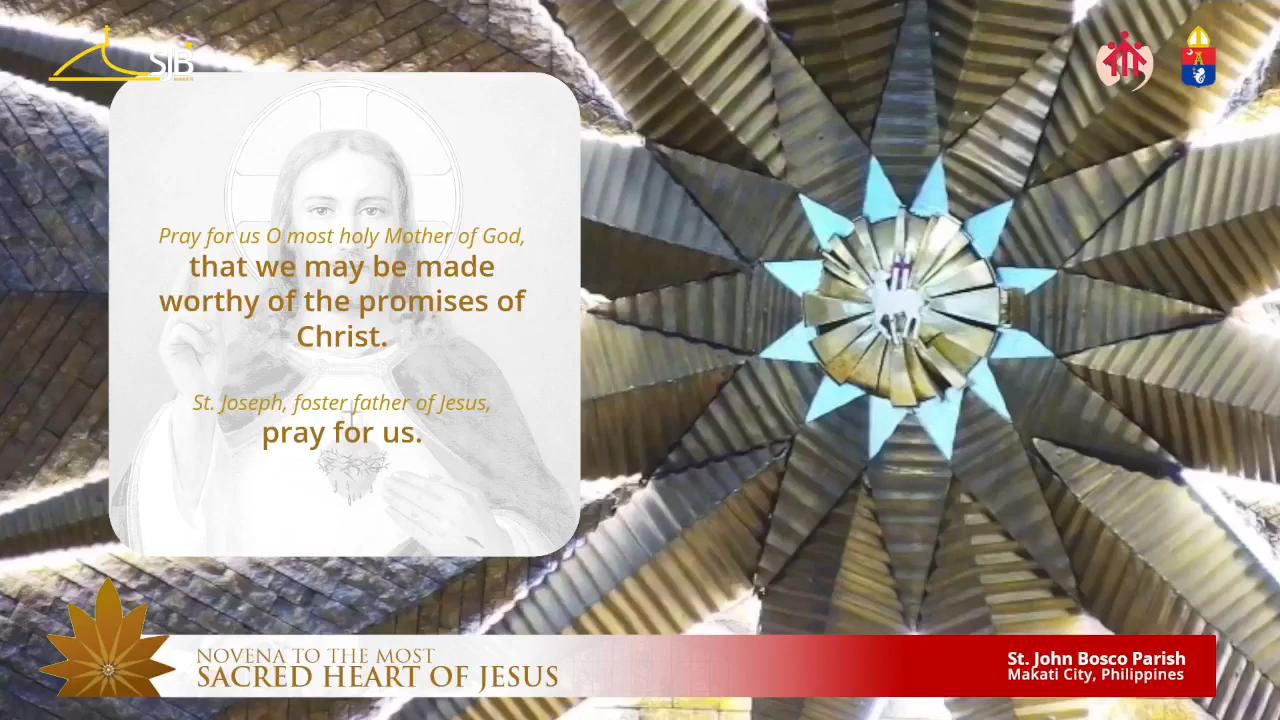 SJB
Pray for us O most holy Mother of God,
that we may be made
worthy of the promises of
Christ.
St. Joseph, foster father of Jesus,
pray for us.
NOVENA TO THE MOST
SACRED HEART OF JESUS
St. John Bosco Parish
Makati City, Philippines